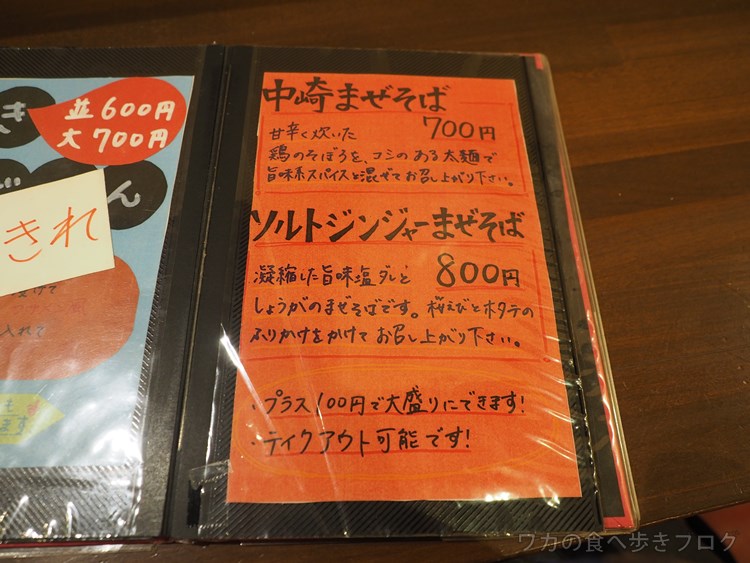 き
並600円
大700円
ん
きれ
入れて
も
ます
中崎まぜそば
700円
甘辛く炊いた
鶏のそぼろを、コシのある太麺で
旨味系スパイスと混ぜてお召し上がり下さい。
ソルトジンジャーまぜそば
凝縮した旨味塩ダレと 800円
しょうがのまぜそばです。桜えびとホタテの
ふりかけをかけてお召し上がり下さい。
・プラス100円で大盛りにできます!
・テイクアウト可能です!
ワカの食べ歩きブログ